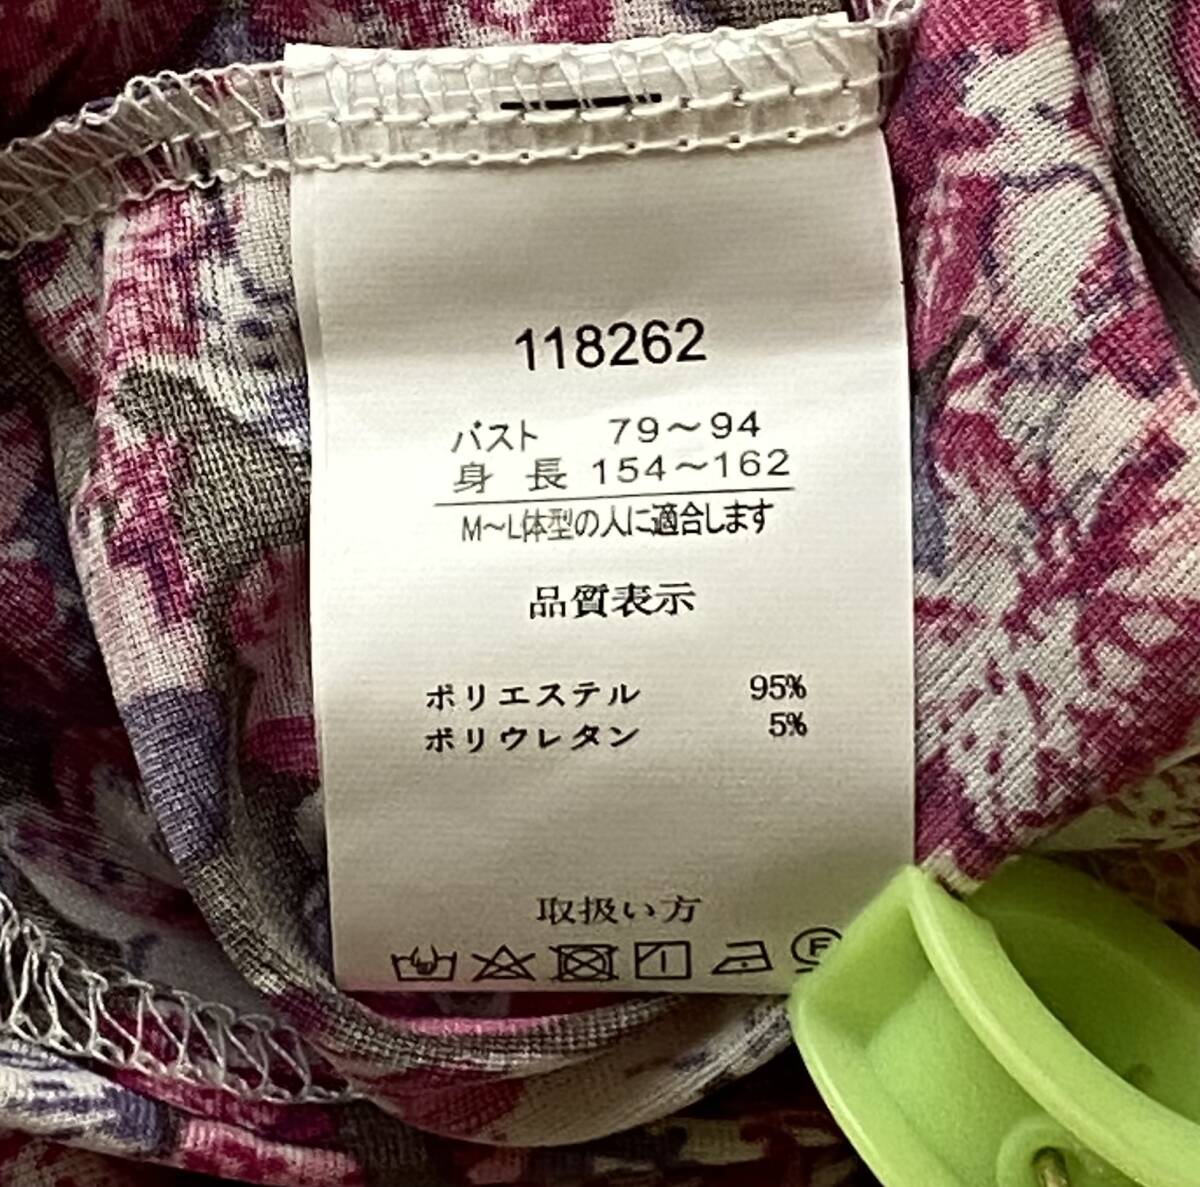 118262
バスト 79～94
身長 154～162
M～L体型の人に適合します
品質表示
ポリエステル 95%
ポリウレタン 5%
取扱い方